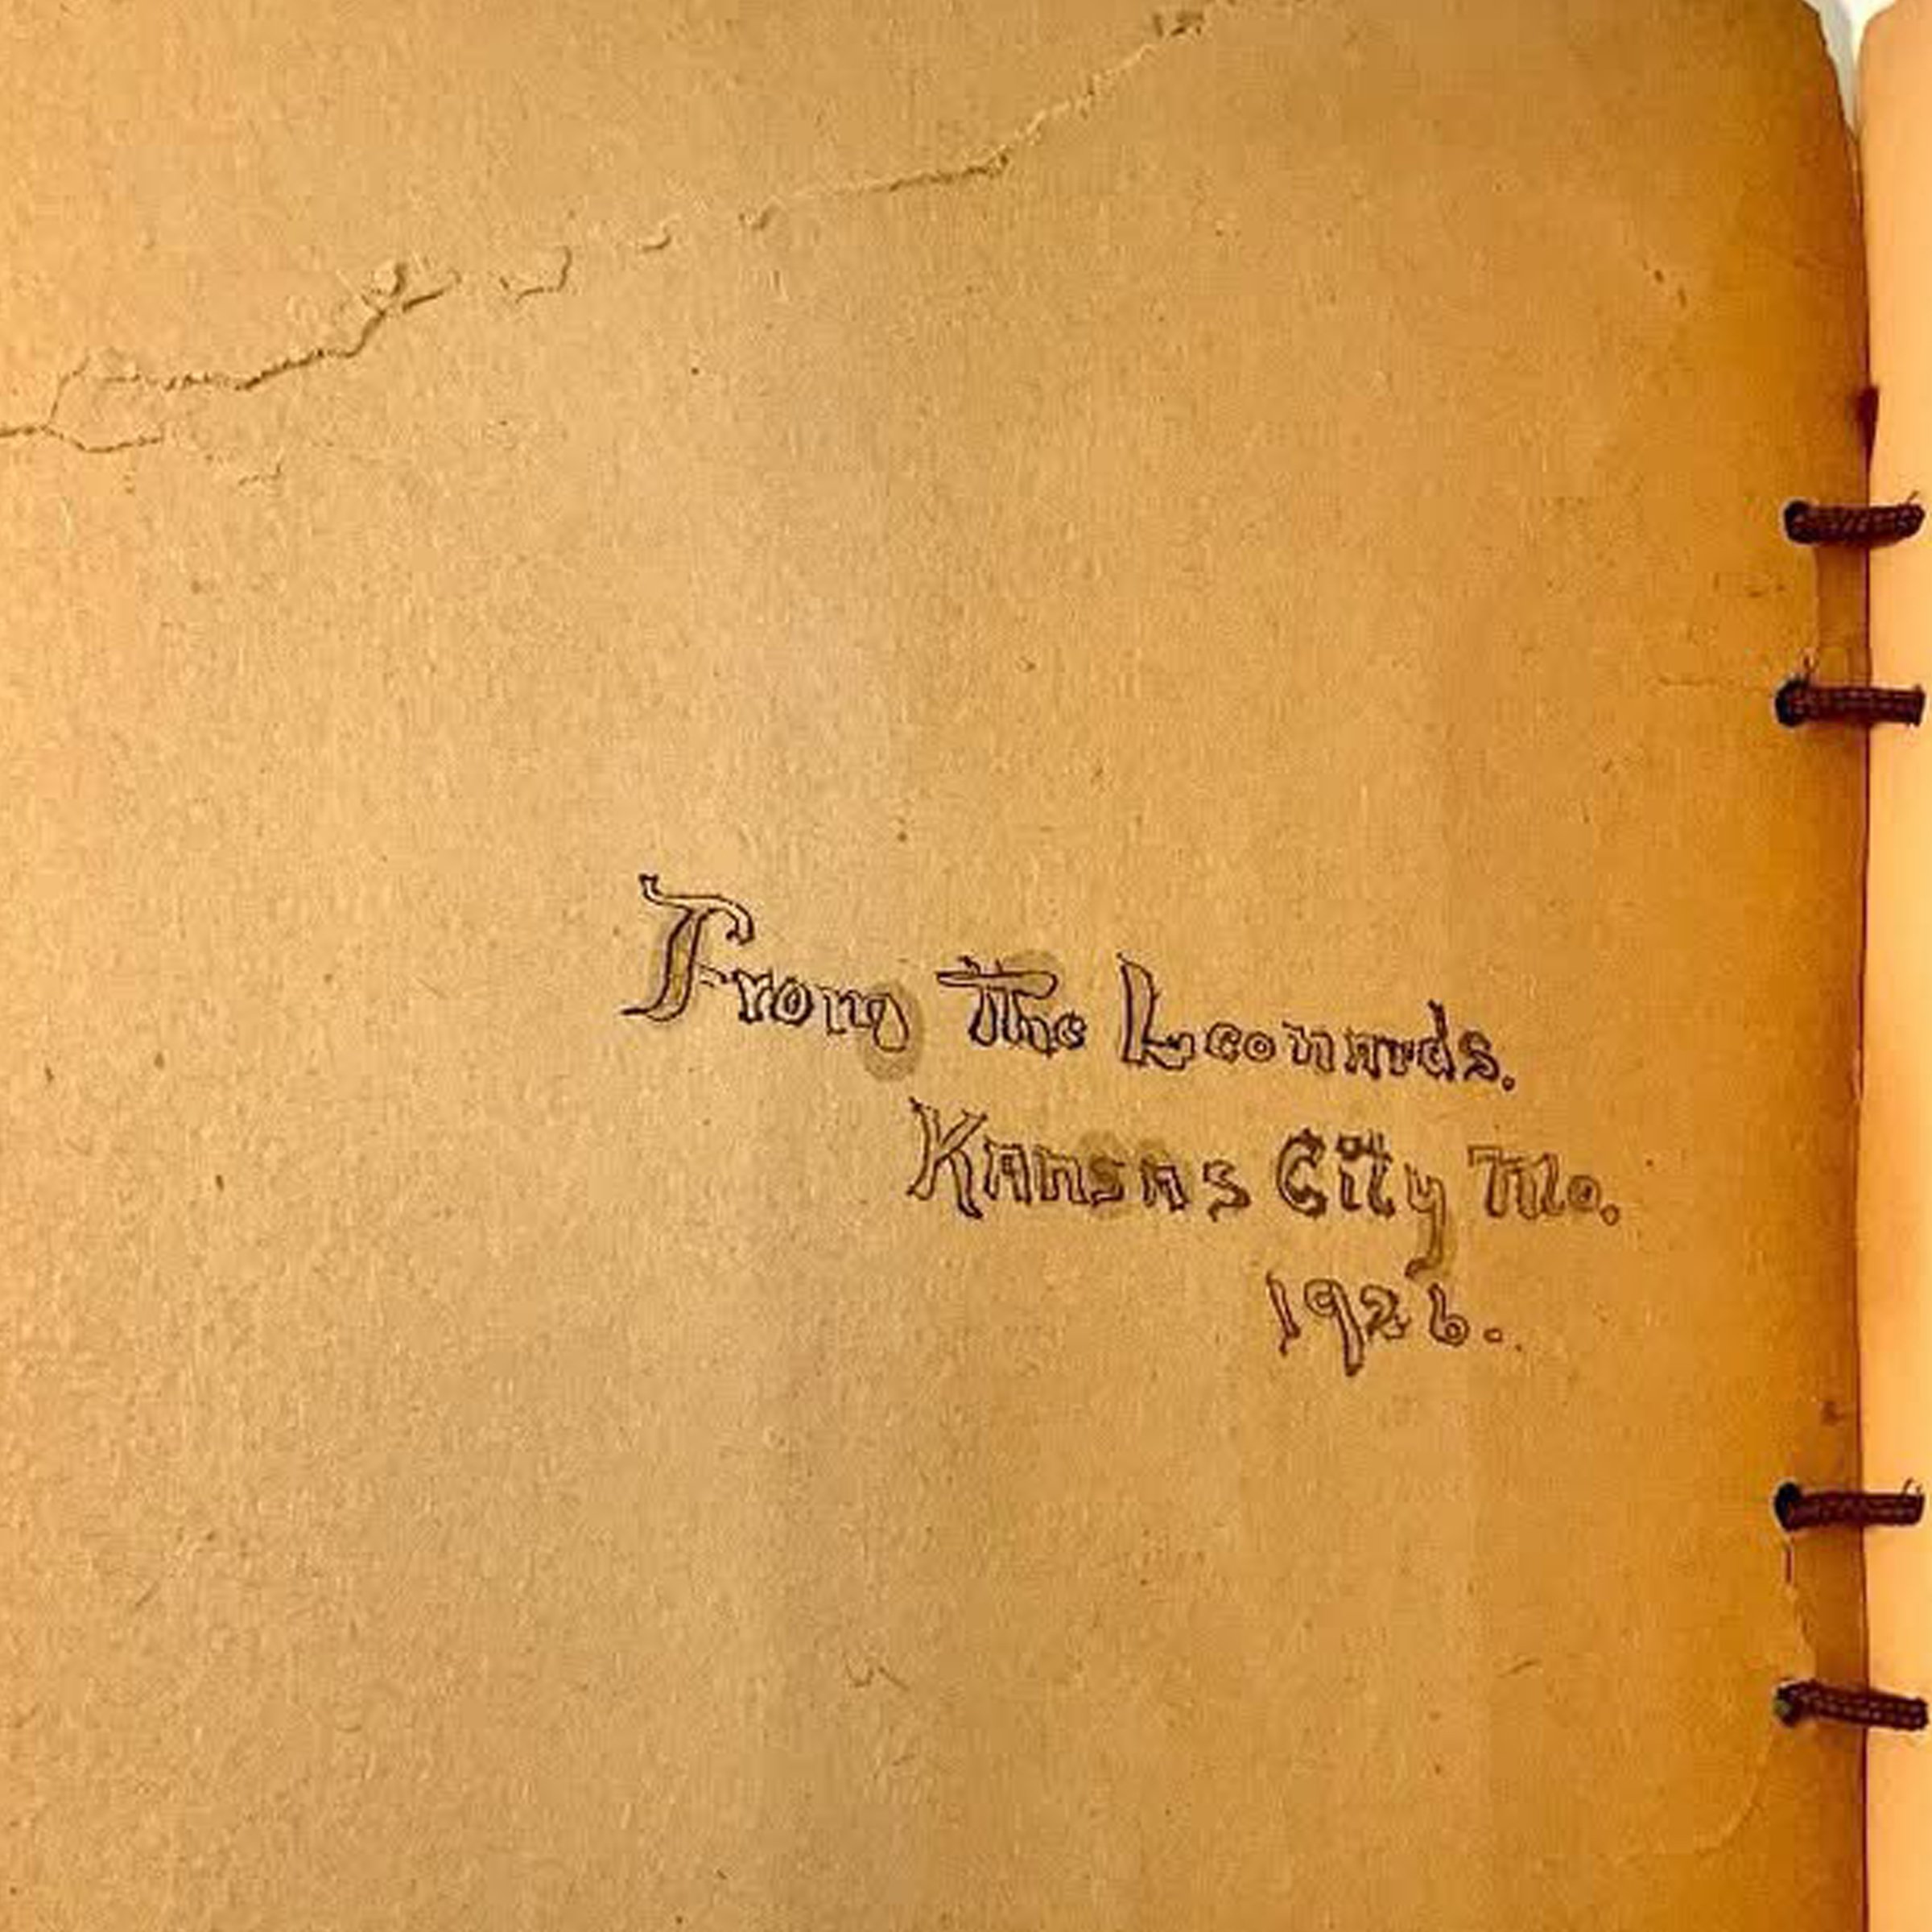 From The Leonards.
Kansas City Mo.
1926.